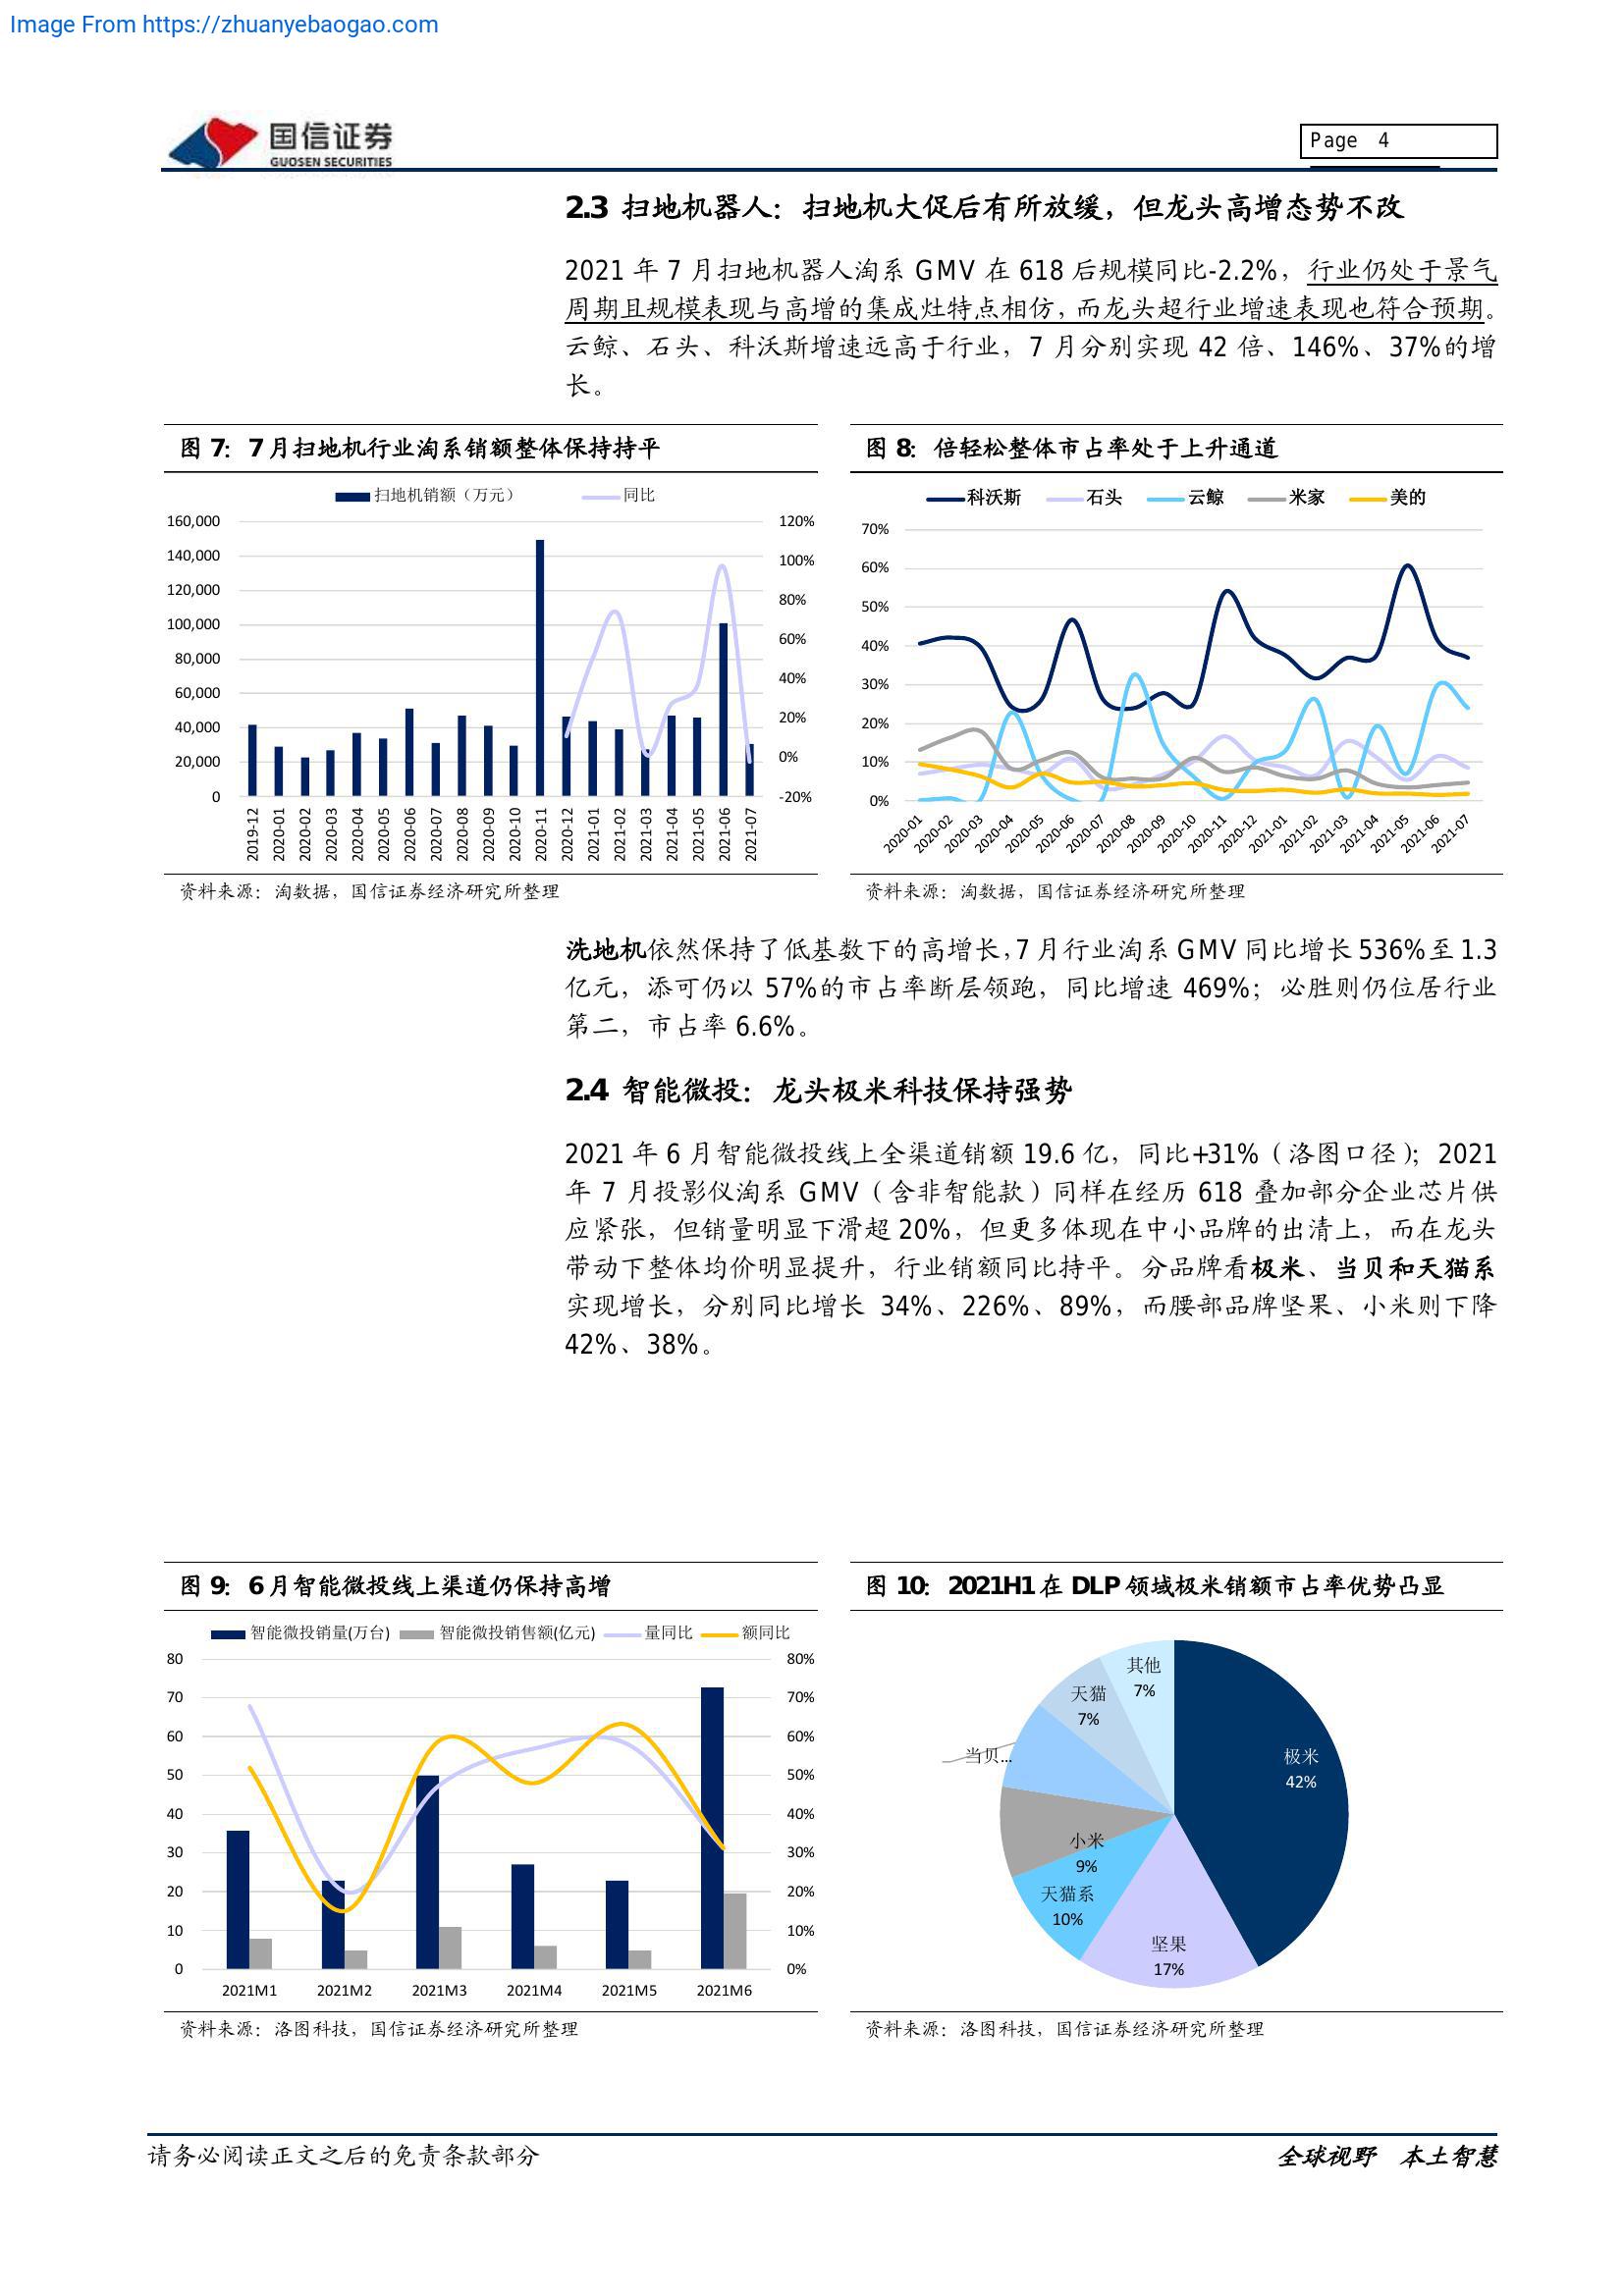 Image From https://zhuanyebaogao.com
国信证券
GUOSEN SECURITIES
Page 4
2.3 扫地机器人：扫地机大促后有所放缓，但龙头高增态势不改
2021 年 7 月扫地机器人淘系 GMV 在 618 后规模同比-2.2%，行业仍处于景气
周期且规模表现与高增的集成灶特点相仿，而龙头超行业增速表现也符合预期。
云鲸、石头、科沃斯增速远高于行业，7 月分别实现 42 倍、146%、37%的增
长。
图 7：7 月扫地机行业淘系销额整体保持持平
扫地机销额（万元） 同比
160,000
140,000
120,000
100,000
80,000
60,000
40,000
20,000
0
120%
100%
80%
60%
40%
20%
0%
-20%
2019-12 2020-01 2020-02 2020-03 2020-04 2020-05 2020-06 2020-07 2020-08 2020-09 2020-10 2020-11 2020-12 2021-01 2021-02 2021-03 2021-04 2021-05 2021-06 2021-07
资料来源：淘数据，国信证券经济研究所整理
图 8：倍轻松整体市占率处于上升通道
科沃斯 石头 云鲸 米家 美的
70%
60%
50%
40%
30%
20%
10%
0%
2020-01 2020-02 2020-03 2020-04 2020-05 2020-06 2020-07 2020-08 2020-09 2020-10 2020-11 2020-12 2021-01 2021-02 2021-03 2021-04 2021-05 2021-06 2021-07
资料来源：淘数据，国信证券经济研究所整理
洗地机依然保持了低基数下的高增长，7 月行业淘系 GMV 同比增长 536%至 1.3
亿元，添可仍以 57%的市占率断层领跑，同比增速 469%；必胜则仍位居行业
第二，市占率 6.6%。
2.4 智能微投：龙头极米科技保持强势
2021 年 6 月智能微投线上全渠道销额 19.6 亿，同比+31%（洛图口径）；2021
年 7 月投影仪淘系 GMV（含非智能款）同样在经历 618 叠加部分企业芯片供
应紧张，但销量明显下滑超 20%，但更多体现在中小品牌的出清上，而在龙头
带动下整体均价明显提升，行业销额同比持平。分品牌看极米、当贝和天猫系
实现增长，分别同比增长 34%、226%、89%，而腰部品牌坚果、小米则下降
42%、38%。
图 9：6 月智能微投线上渠道仍保持高增
智能微投销量(万台) 智能微投销售额(亿元) 量同比 额同比
80
70
60
50
40
30
20
10
0
80%
70%
60%
50%
40%
30%
20%
10%
0%
2021M1 2021M2 2021M3 2021M4 2021M5 2021M6
资料来源：洛图科技，国信证券经济研究所整理
图 10：2021H1 在 DLP 领域极米销额市占率优势凸显
其他
7%
天猫
7%
当贝...
极米
42%
小米
9%
天猫系
10%
坚果
17%
资料来源：洛图科技，国信证券经济研究所整理
请务必阅读正文之后的免责条款部分
全球视野 本土智慧